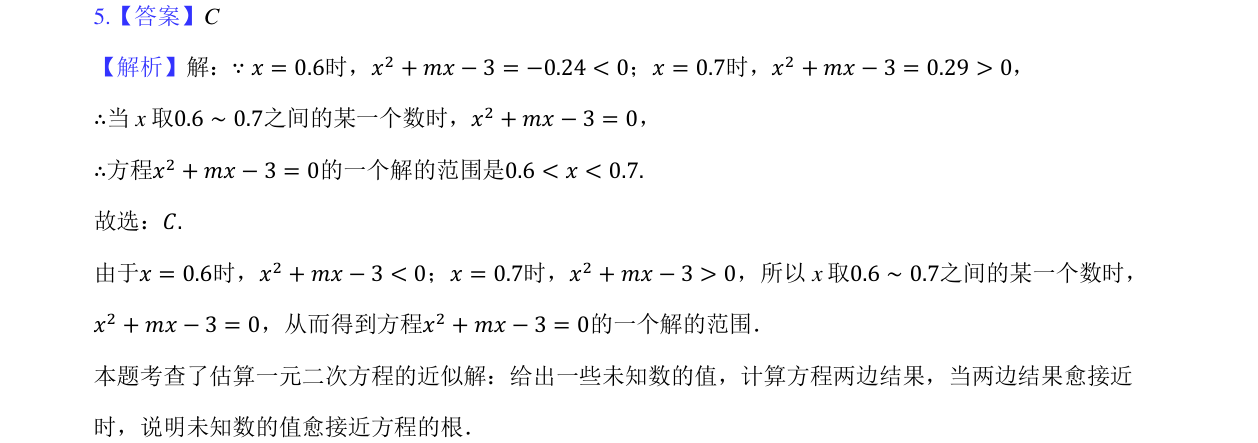 5.【答案】C
【解析】解：∵ x = 0.6时，x² + mx − 3 = −0.24 < 0；x = 0.7时，x² + mx − 3 = 0.29 > 0，
∴当 x 取0.6 ~ 0.7之间的某一个数时，x² + mx − 3 = 0，
∴方程x² + mx − 3 = 0的一个解的范围是0.6 < x < 0.7.
故选：C.
由于x = 0.6时，x² + mx − 3 < 0；x = 0.7时，x² + mx − 3 > 0，所以 x 取0.6 ~ 0.7之间的某一个数时，
x² + mx − 3 = 0，从而得到方程x² + mx − 3 = 0的一个解的范围.
本题考查了估算一元二次方程的近似解：给出一些未知数的值，计算方程两边结果，当两边结果愈接近
时，说明未知数的值愈接近方程的根.